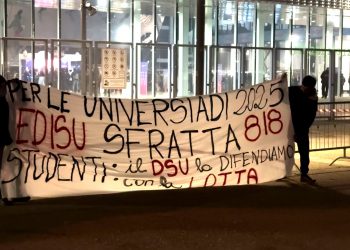 PER LE UNIVERSIADI 2025
EDISU SFRATTA 818
STUDENTI: il DSU lo DIFENDIAMO
con la LOTTA